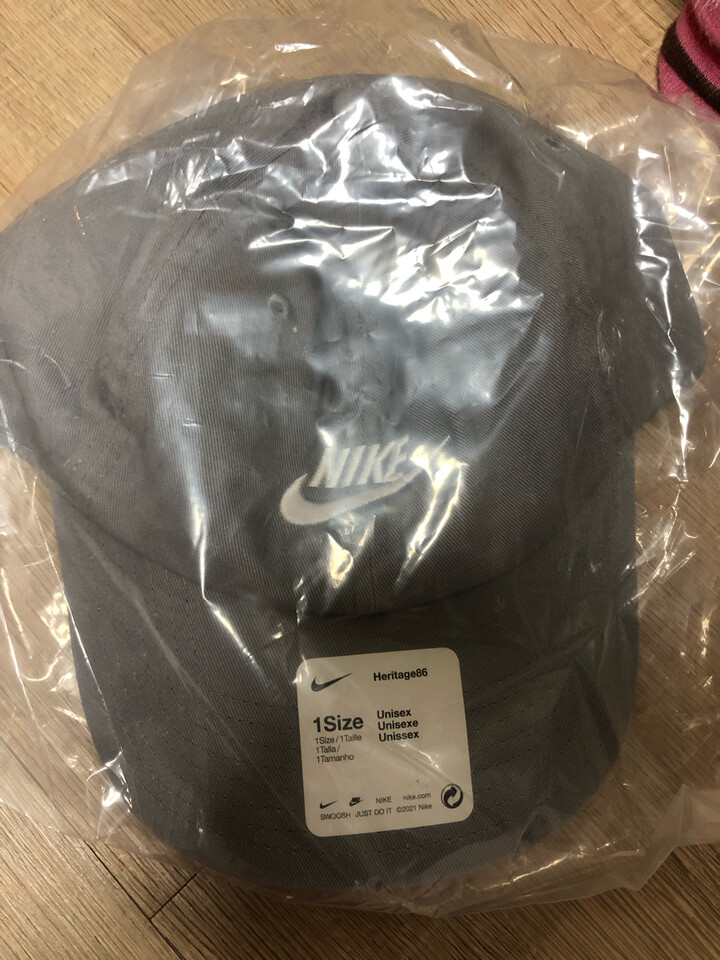 NIKE
Heritage86
1Size
1Size/1Taille
1Talla/
1Tamanho
Unisex
Unisexe
Unissex
NIKE nike.com
SWOOSH JUST DO IT ©2021 Nike